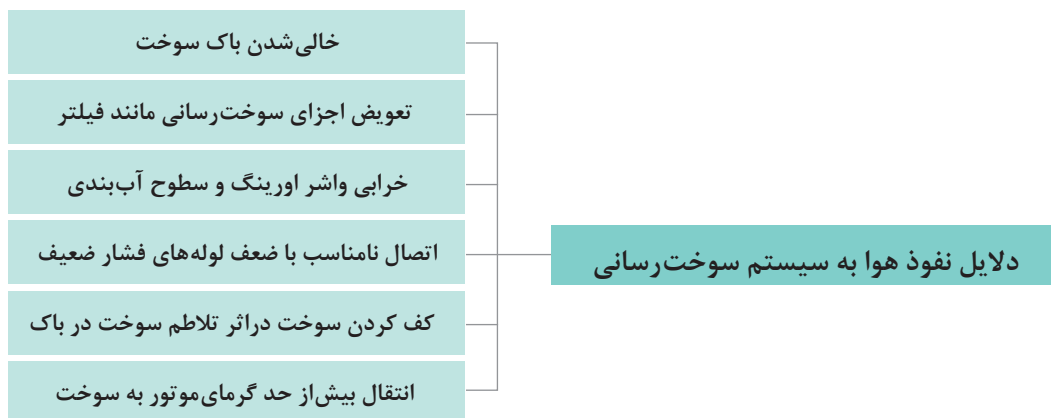 دلایل نفوذ هوا به سیستم سوخت‌رسانی
خالی‌شدن باک سوخت
تعویض اجزای سوخت‌رسانی مانند فیلتر
خرابی واشر اورینگ و سطوح آب‌بندی
اتصال نامناسب با ضعف لوله‌های فشار ضعیف
کف کردن سوخت دراثر تلاطم سوخت در باک
انتقال بیش‌از حد گرمای‌موتور به سوخت